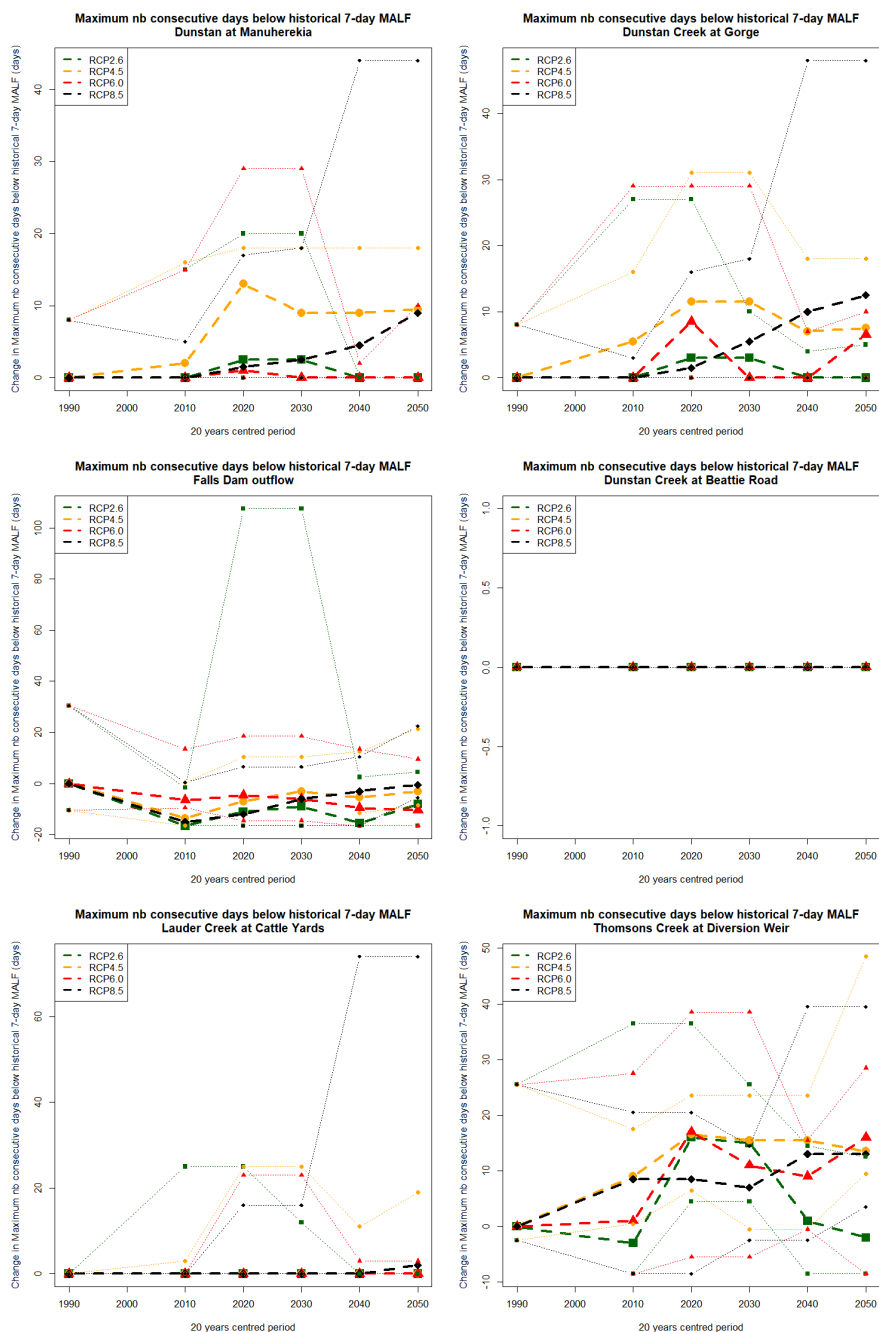 Maximum nb consecutive days below historical 7-day MALF
Dunstan at Manuherekia
Change in Maximum nb consecutive days below historical 7-day MALF (days)
RCP2.6
RCP4.5
RCP6.0
RCP8.5
40
30
20
10
0
1990 2000 2010 2020 2030 2040 2050
20 years centred period
Maximum nb consecutive days below historical 7-day MALF
Dunstan Creek at Gorge
Change in Maximum nb consecutive days below historical 7-day MALF (days)
RCP2.6
RCP4.5
RCP6.0
RCP8.5
40
30
20
10
0
1990 2000 2010 2020 2030 2040 2050
20 years centred period
Maximum nb consecutive days below historical 7-day MALF
Falls Dam outflow
Change in Maximum nb consecutive days below historical 7-day MALF (days)
RCP2.6
RCP4.5
RCP6.0
RCP8.5
100
80
60
40
20
0
-20
1990 2000 2010 2020 2030 2040 2050
20 years centred period
Maximum nb consecutive days below historical 7-day MALF
Dunstan Creek at Beattie Road
Change in Maximum nb consecutive days below historical 7-day MALF (days)
RCP2.6
RCP4.5
RCP6.0
RCP8.5
1.0
0.5
0.0
-0.5
-1.0
1990 2000 2010 2020 2030 2040 2050
20 years centred period
Maximum nb consecutive days below historical 7-day MALF
Lauder Creek at Cattle Yards
Change in Maximum nb consecutive days below historical 7-day MALF (days)
RCP2.6
RCP4.5
RCP6.0
RCP8.5
60
40
20
0
1990 2000 2010 2020 2030 2040 2050
20 years centred period
Maximum nb consecutive days below historical 7-day MALF
Thomsons Creek at Diversion Weir
Change in Maximum nb consecutive days below historical 7-day MALF (days)
RCP2.6
RCP4.5
RCP6.0
RCP8.5
50
40
30
20
10
0
-10
1990 2000 2010 2020 2030 2040 2050
20 years centred period